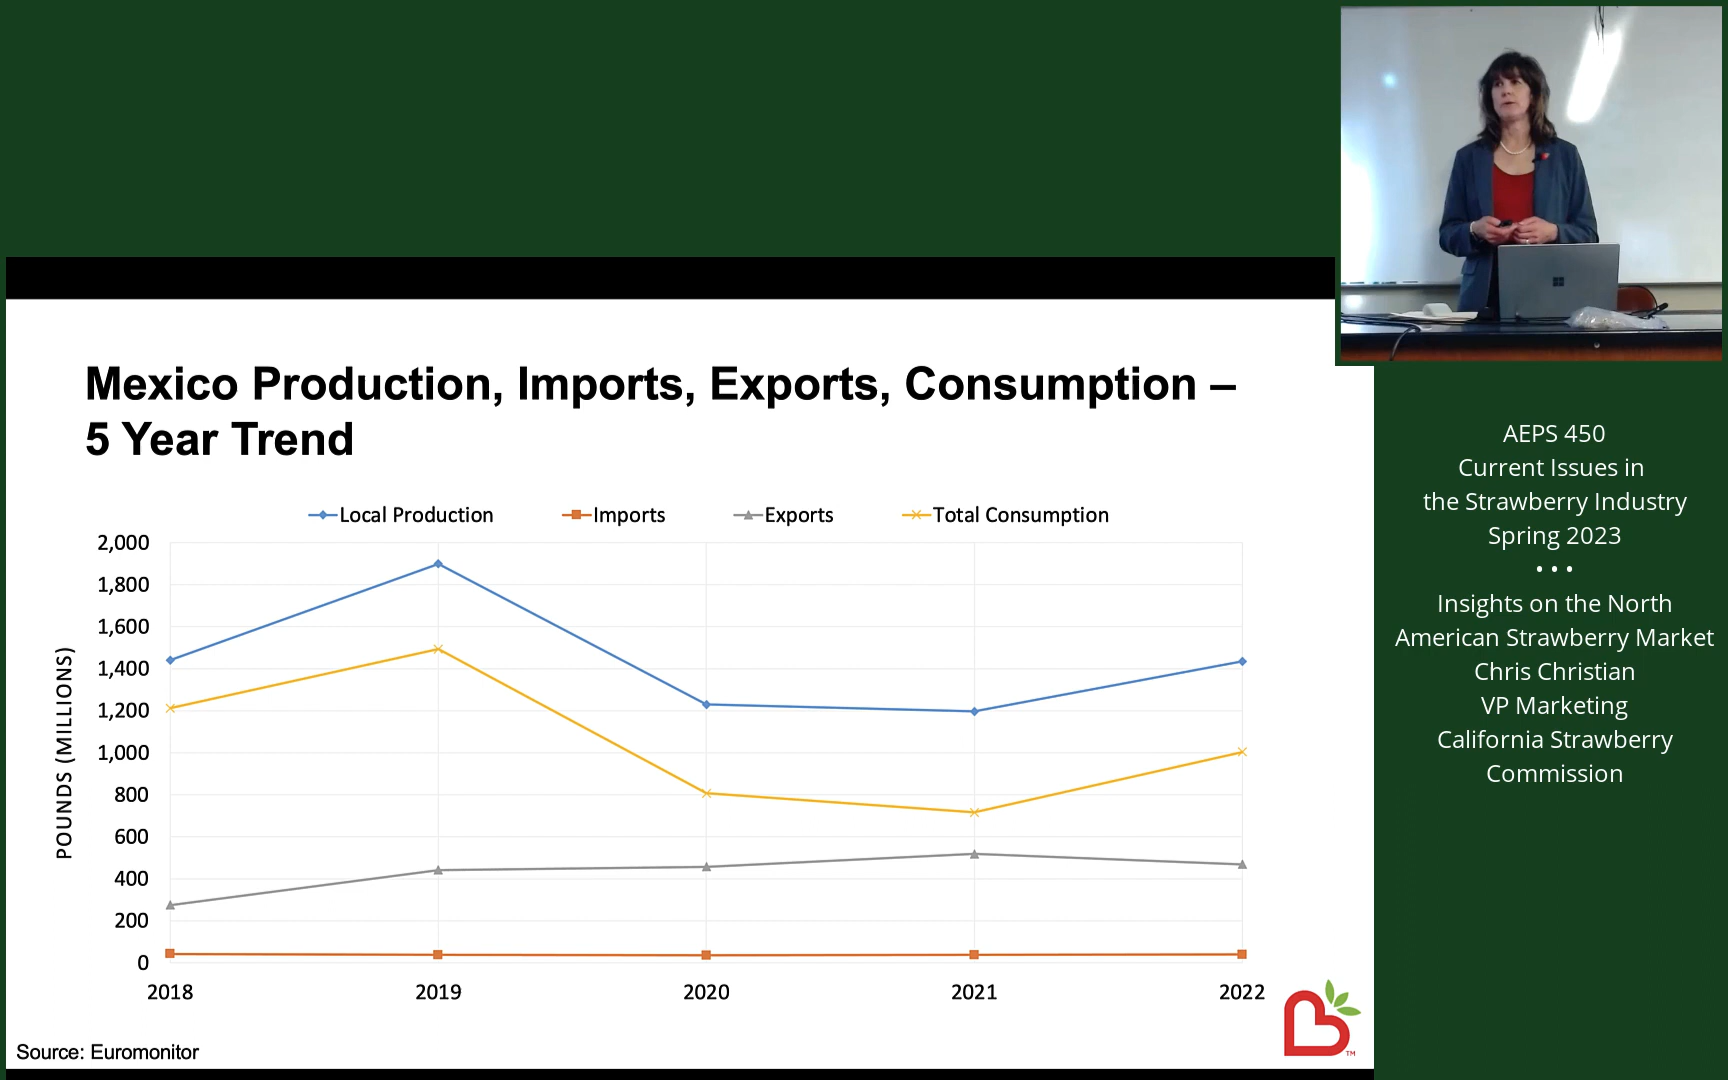 Mexico Production, Imports, Exports, Consumption –
5 Year Trend
Local Production
Imports
Exports
Total Consumption
POUNDS (MILLIONS)
2,000
1,800
1,600
1,400
1,200
1,000
800
600
400
200
0
2018
2019
2020
2021
2022
Source: Euromonitor
TM
AEPS 450
Current Issues in
the Strawberry Industry
Spring 2023
• • •
Insights on the North
American Strawberry Market
Chris Christian
VP Marketing
California Strawberry
Commission